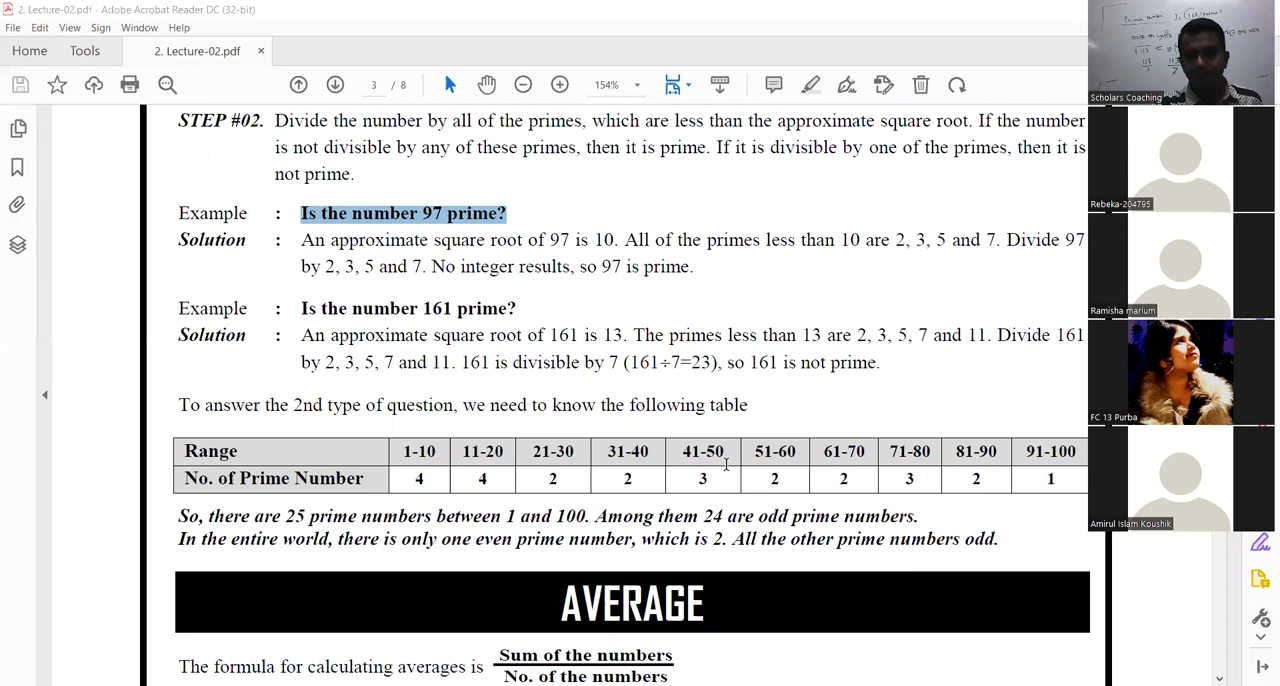 2. Lecture-02.pdf - Adobe Acrobat Reader DC (32-bit)
File Edit View Sign Window Help
Home Tools 2. Lecture-02.pdf ×
3 / 8 154%
STEP #02. Divide the number by all of the primes, which are less than the approximate square root. If the number
is not divisible by any of these primes, then it is prime. If it is divisible by one of the primes, then it is
not prime.
Example : Is the number 97 prime?
Solution : An approximate square root of 97 is 10. All of the primes less than 10 are 2, 3, 5 and 7. Divide 97
by 2, 3, 5 and 7. No integer results, so 97 is prime.
Example : Is the number 161 prime?
Solution : An approximate square root of 161 is 13. The primes less than 13 are 2, 3, 5, 7 and 11. Divide 161
by 2, 3, 5, 7 and 11. 161 is divisible by 7 (161÷7=23), so 161 is not prime.
To answer the 2nd type of question, we need to know the following table
Range 1-10 11-20 21-30 31-40 41-50 51-60 61-70 71-80 81-90 91-100
No. of Prime Number 4 4 2 2 3 2 2 3 2 1
So, there are 25 prime numbers between 1 and 100. Among them 24 are odd prime numbers.
In the entire world, there is only one even prime number, which is 2. All the other prime numbers odd.
AVERAGE
The formula for calculating averages is Sum of the numbers
No. of the numbers
Prime number
Scholars Coaching
Rebeka-204795
Ramisha marium
FC 13 Purba
Amirul Islam Koushik